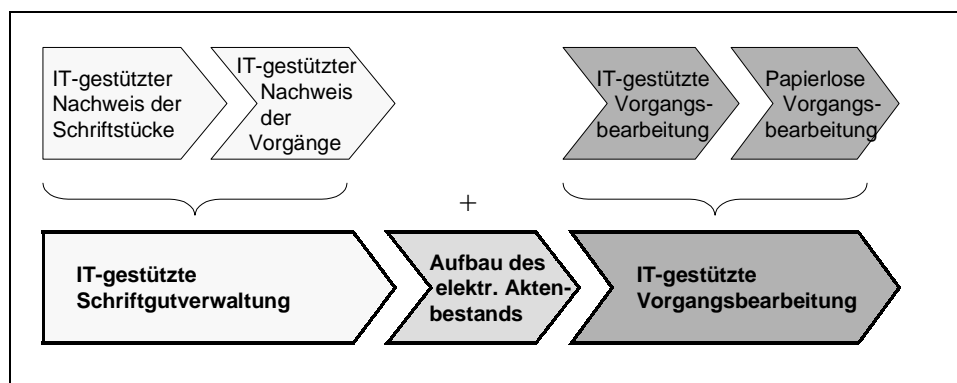 IT-gestützter
Nachweis der
Schriftstücke
IT-gestützter
Nachweis
der
Vorgänge
IT-gestützte
Vorgangs-
bearbeitung
Papierlose
Vorgangs-
bearbeitung
+
IT-gestützte
Schriftgutverwaltung
Aufbau des
elektr. Akten-
bestands
IT-gestützte
Vorgangsbearbeitung